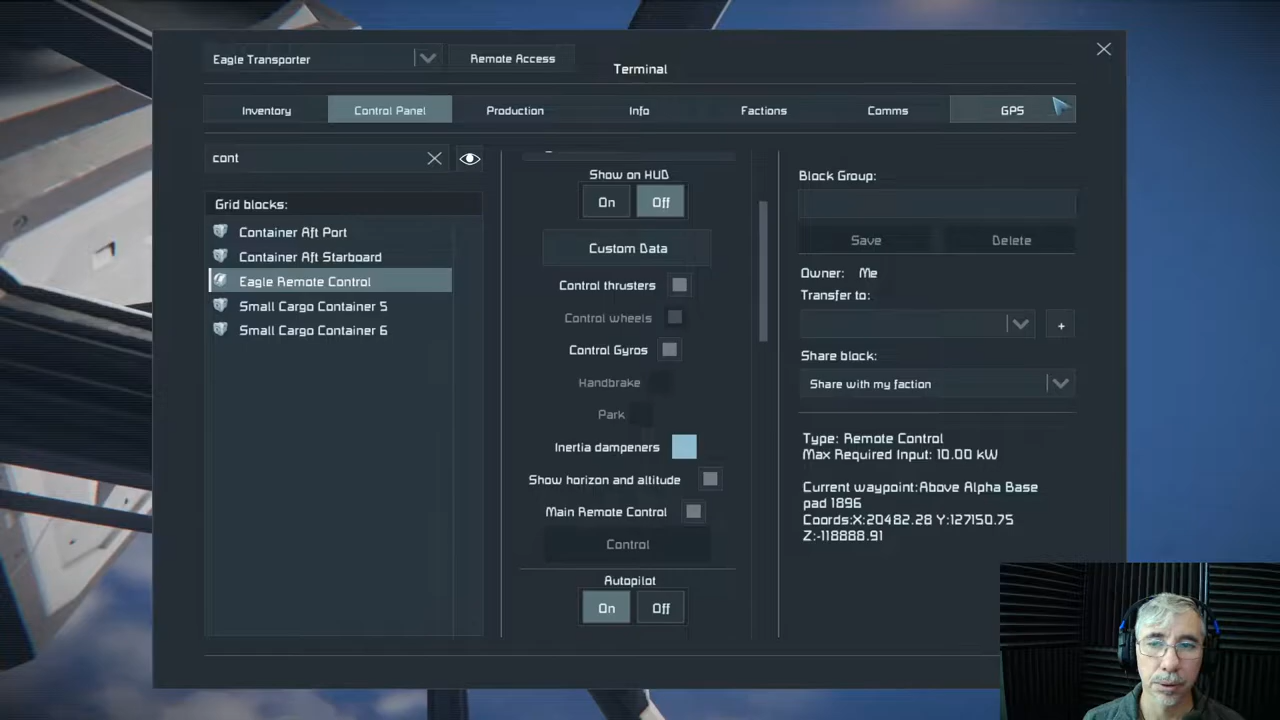 Eagle Transporter
Remote Access
Terminal
Inventory
Control Panel
Production
Info
Factions
Comms
GPS
cont
Grid blocks:
Container Aft Port
Container Aft Starboard
Eagle Remote Control
Small Cargo Container 5
Small Cargo Container 6
Show on HUD
On
Off
Custom Data
Control thrusters
Control wheels
Control Gyros
Handbrake
Park
Inertia dampeners
Show horizon and altitude
Main Remote Control
Control
Autopilot
On
Off
Block Group:
Save
Delete
Owner: Me
Transfer to:
+
Share block:
Share with my faction
Type: Remote Control
Max Required Input: 10.00 kW
Current waypoint:Above Alpha Base
pad 1896
Coords:X:20482.28 Y:127150.75
Z:-118888.91